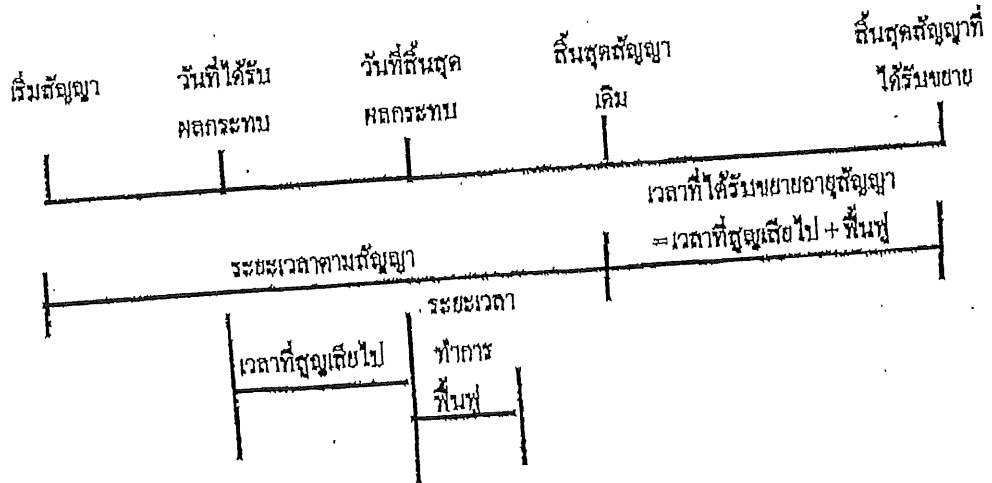 เริ่มสัญญา
วันที่ได้รับ
ผลกระทบ
วันที่สิ้นสุด
ผลกระทบ
สิ้นสุดสัญญา
เดิม
สิ้นสุดสัญญาที่
ได้รับขยาย
เวลาที่ได้รับขยายอายุสัญญา
=เวลาที่สูญเสียไป + ฟื้นฟู
ระยะเวลาตามสัญญา
เวลาที่สูญเสียไป
ระยะเวลา
ทำการ
ฟื้นฟู